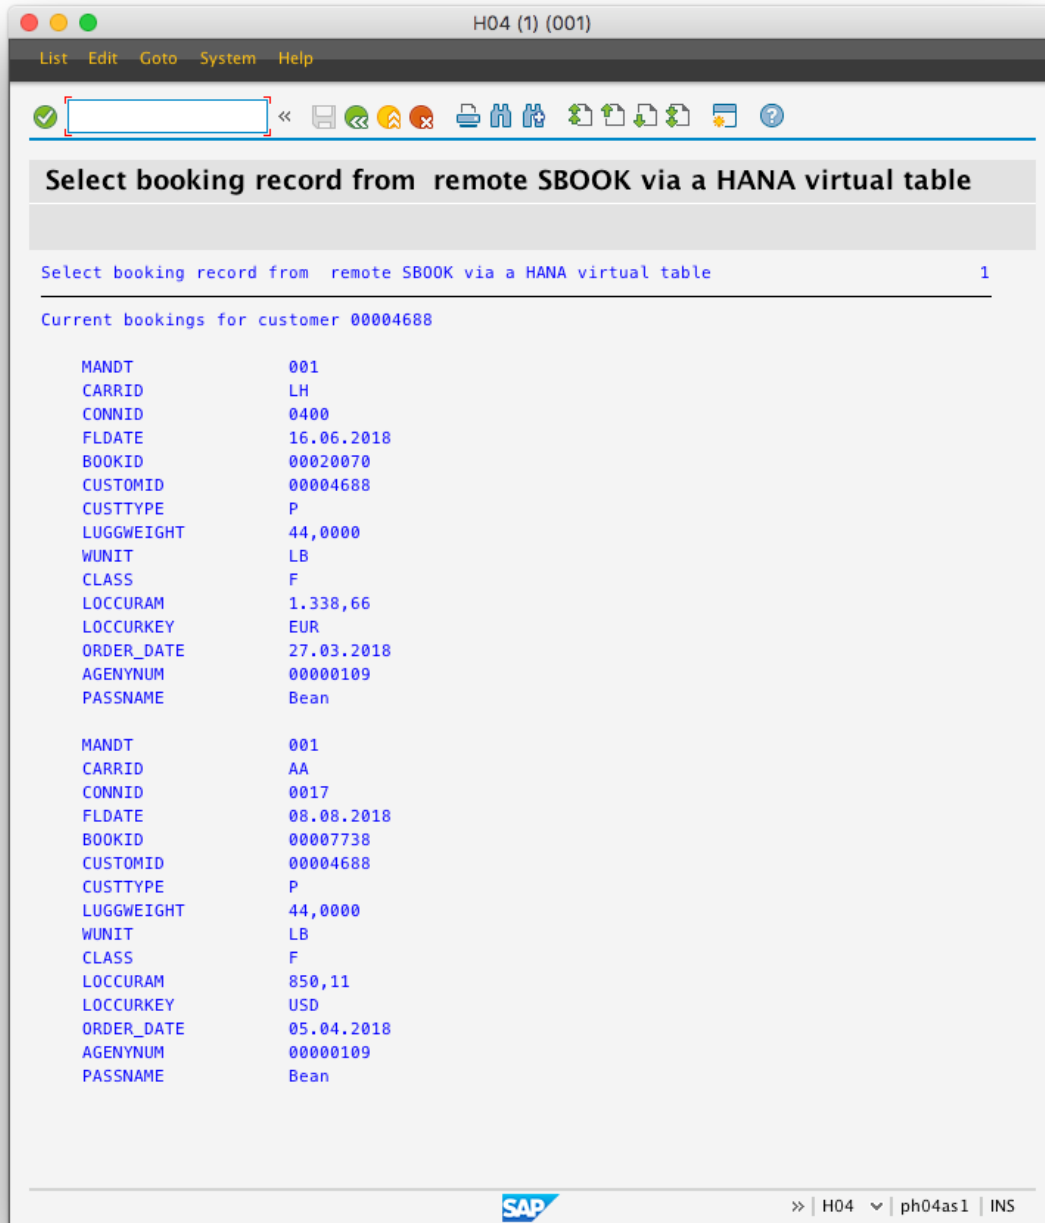 H04 (1) (001)
List Edit Goto System Help
«
Select booking record from  remote SBOOK via a HANA virtual table
Select booking record from  remote SBOOK via a HANA virtual table 1
Current bookings for customer 00004688
MANDT 001
CARRID LH
CONNID 0400
FLDATE 16.06.2018
BOOKID 00020070
CUSTOMID 00004688
CUSTTYPE P
LUGGWEIGHT 44,0000
WUNIT LB
CLASS F
LOCCURAM 1.338,66
LOCCURKEY EUR
ORDER_DATE 27.03.2018
AGENYNUM 00000109
PASSNAME Bean
MANDT 001
CARRID AA
CONNID 0017
FLDATE 08.08.2018
BOOKID 00007738
CUSTOMID 00004688
CUSTTYPE P
LUGGWEIGHT 44,0000
WUNIT LB
CLASS F
LOCCURAM 850,11
LOCCURKEY USD
ORDER_DATE 05.04.2018
AGENYNUM 00000109
PASSNAME Bean
SAP » H04 ph04as1 INS